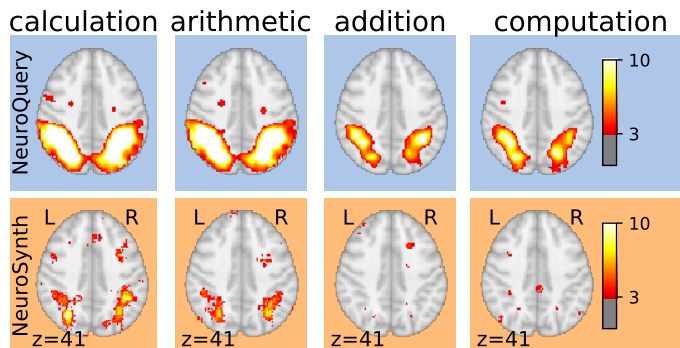 calculation arithmetic addition computation
NeuroQuery
10
3
NeuroSynth
L R L R L R L R
10
3
z=41 z=41 z=41 z=41